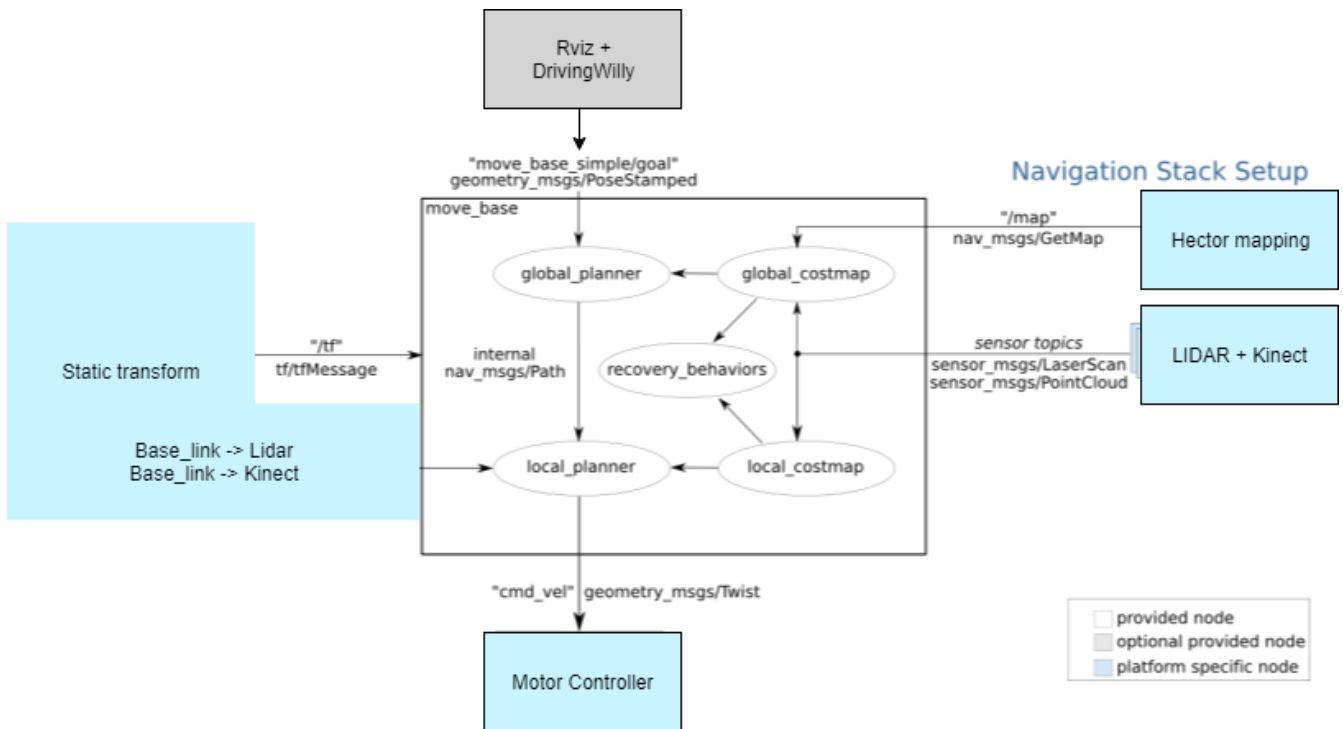 Rviz +
DrivingWilly
"move_base_simple/goal"
geometry_msgs/PoseStamped
Navigation Stack Setup
move_base
"/map"
nav_msgs/GetMap
Hector mapping
global_planner
global_costmap
"/tf"
tf/tfMessage
Static transform
internal
nav_msgs/Path
recovery_behaviors
sensor topics
sensor_msgs/LaserScan
sensor_msgs/PointCloud
LIDAR + Kinect
Base_link -> Lidar
Base_link -> Kinect
local_planner
local_costmap
"cmd_vel" geometry_msgs/Twist
Motor Controller
provided node
optional provided node
platform specific node